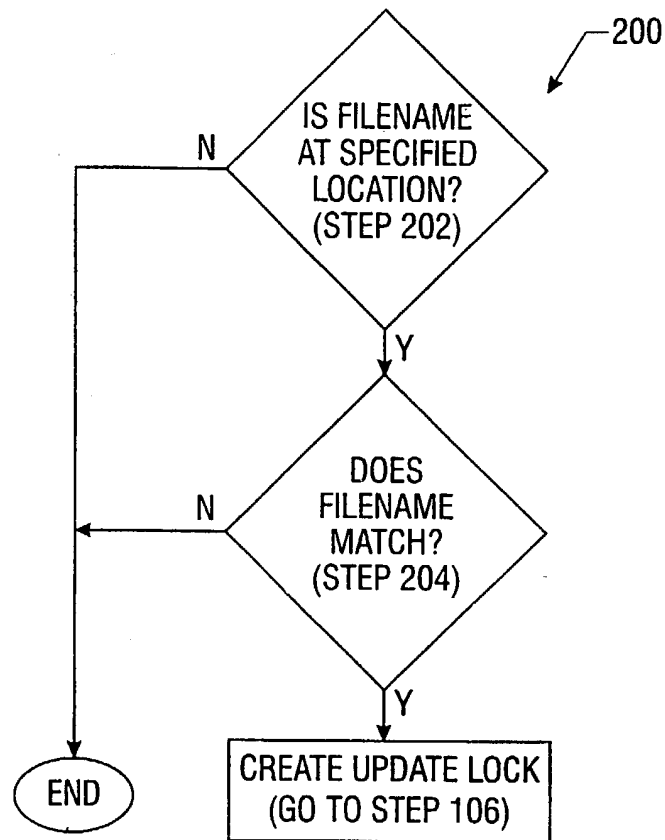 200
IS FILENAME
AT SPECIFIED
LOCATION?
(STEP 202)
N
Y
DOES
FILENAME
MATCH?
(STEP 204)
N
Y
CREATE UPDATE LOCK
(GO TO STEP 106)
END